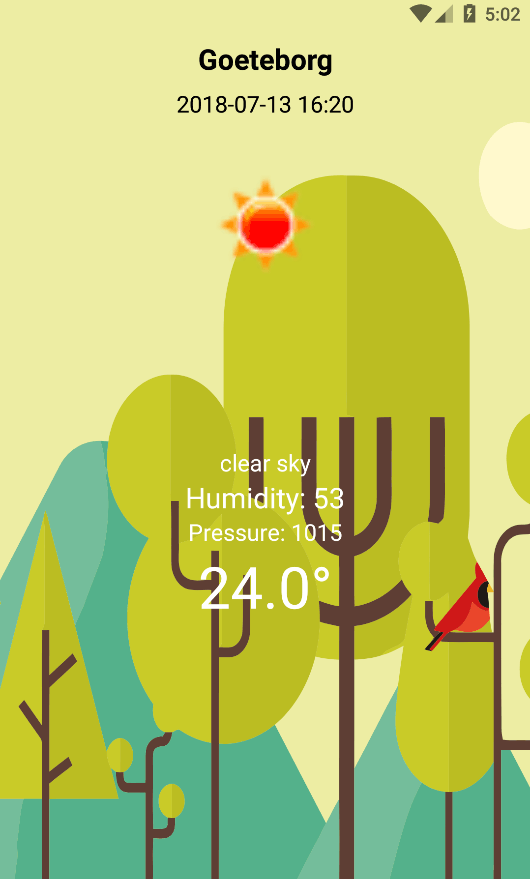 5:02
Goeteborg
2018-07-13 16:20
clear sky
Humidity: 53
Pressure: 1015
24.0°